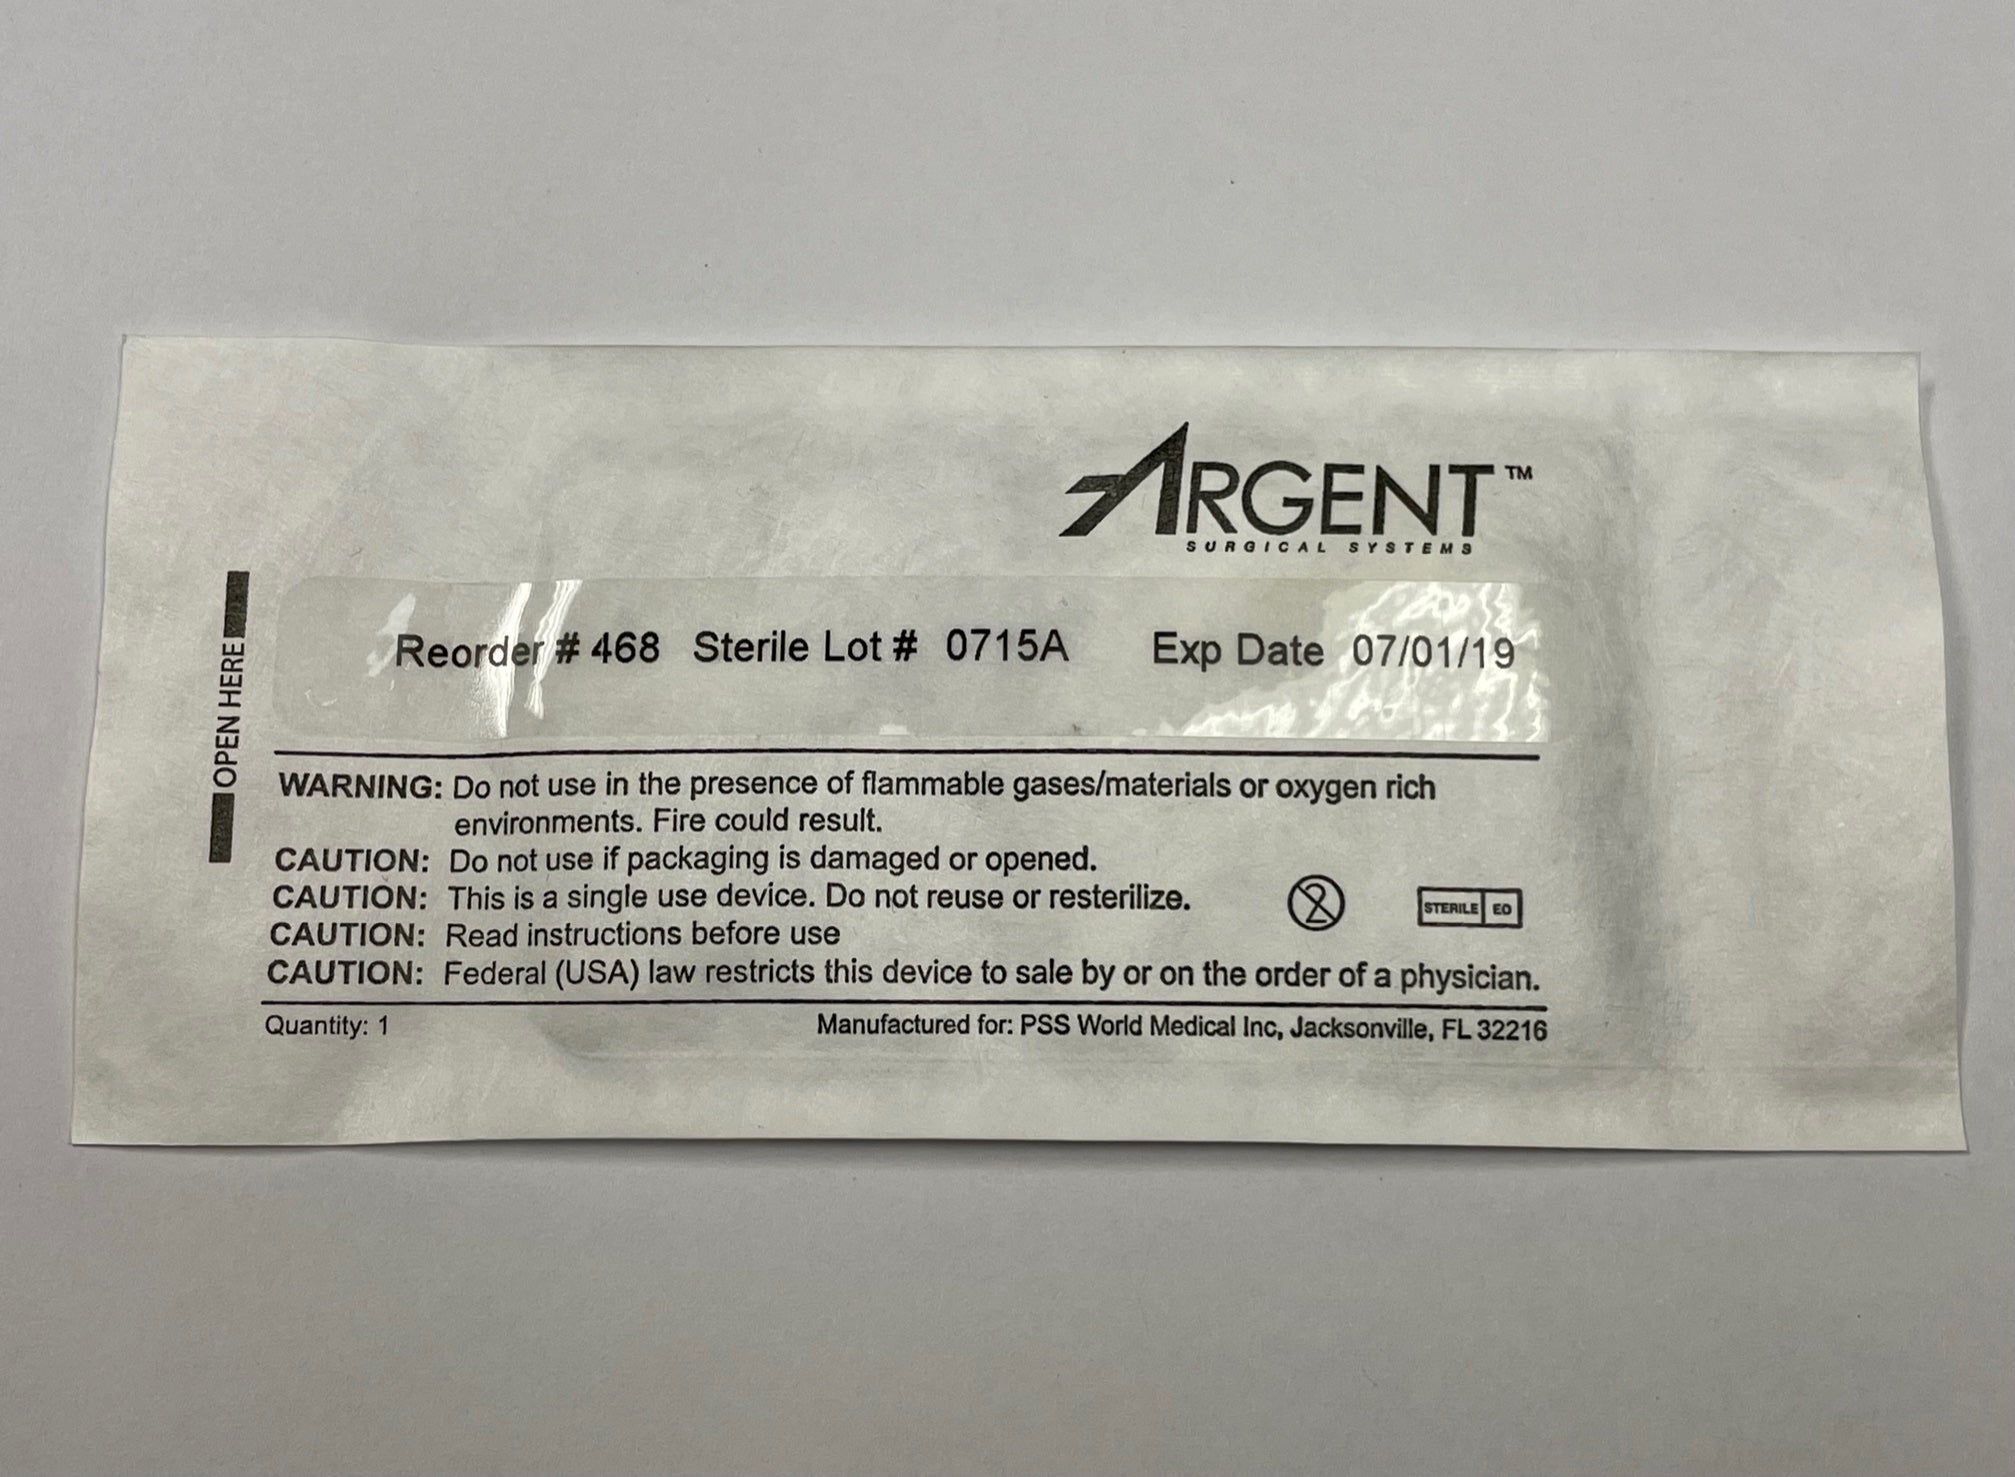 ARGENT™
SURGICAL SYSTEMS
Reorder # 468 Sterile Lot # 0715A Exp Date 07/01/19
OPEN HERE
WARNING: Do not use in the presence of flammable gases/materials or oxygen rich
environments. Fire could result.
CAUTION: Do not use if packaging is damaged or opened.
CAUTION: This is a single use device. Do not reuse or resterilize.
2
STERILE EO
CAUTION: Read instructions before use
CAUTION: Federal (USA) law restricts this device to sale by or on the order of a physician.
Quantity: 1 Manufactured for: PSS World Medical Inc, Jacksonville, FL 32216